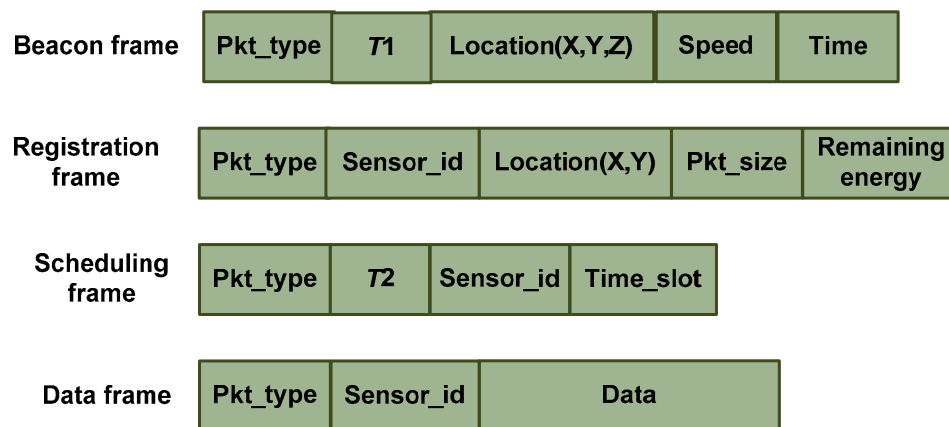 Beacon frame Pkt_type T1 Location(X,Y,Z) Speed Time
Registration frame Pkt_type Sensor_id Location(X,Y) Pkt_size Remaining energy
Scheduling frame Pkt_type T2 Sensor_id Time_slot
Data frame Pkt_type Sensor_id Data